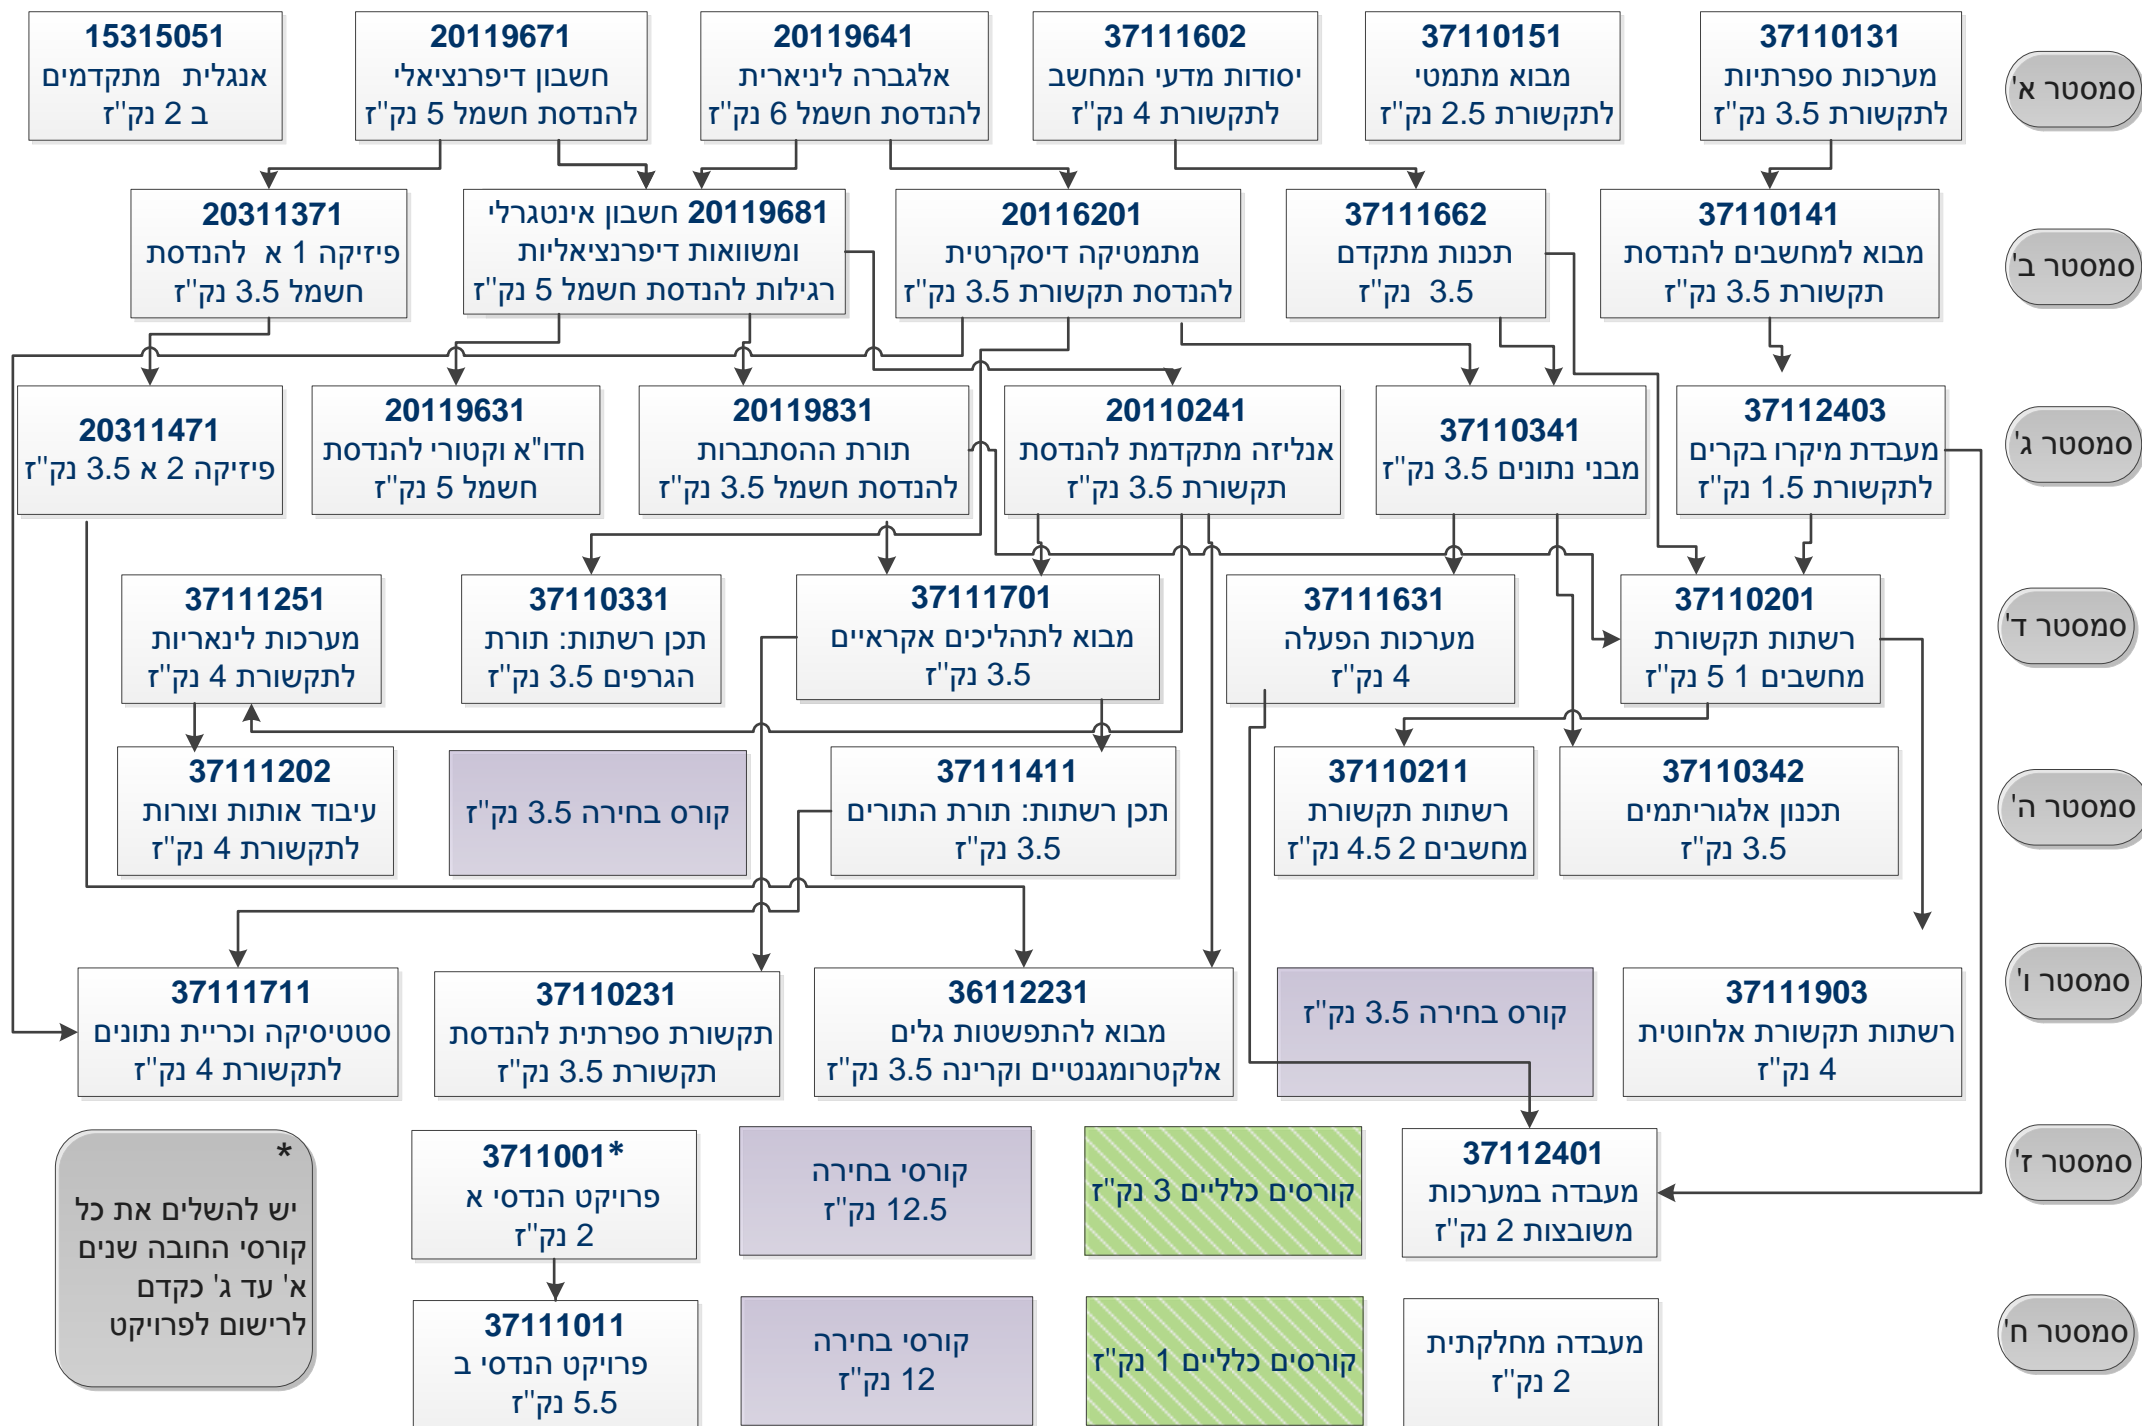 סמסטר א'
37110131
מערכות ספרתיות
לתקשורת 3.5 נק''ז
37110151
מבוא מתמטי
לתקשורת 2.5 נק''ז
37111602
יסודות מדעי המחשב
לתקשורת 4 נק''ז
20119641
אלגברה ליניארית
להנדסת חשמל 6 נק''ז
20119671
חשבון דיפרנציאלי
להנדסת חשמל 5 נק''ז
15315051
אנגלית מתקדמים
ב 2 נק''ז
סמסטר ב'
37110141
מבוא למחשבים להנדסת
תקשורת 3.5 נק''ז
37111662
תכנות מתקדם
3.5 נק''ז
20116201
מתמטיקה דיסקרטית
להנדסת תקשורת 3.5 נק''ז
20119681 חשבון אינטגרלי
ומשוואות דיפרנציאליות
רגילות להנדסת חשמל 5 נק''ז
20311371
פיזיקה 1 א להנדסת
חשמל 3.5 נק''ז
סמסטר ג'
37112403
מעבדת מיקרו בקרים
לתקשורת 1.5 נק''ז
37110341
מבני נתונים 3.5 נק''ז
20110241
אנליזה מתקדמת להנדסת
תקשורת 3.5 נק''ז
20119831
תורת ההסתברות
להנדסת חשמל 3.5 נק''ז
20119631
חדו"א וקטורי להנדסת
חשמל 5 נק''ז
20311471
פיזיקה 2 א 3.5 נק''ז
סמסטר ד'
37110201
רשתות תקשורת
מחשבים 1 5 נק''ז
37111631
מערכות הפעלה
4 נק''ז
37111701
מבוא לתהליכים אקראיים
3.5 נק''ז
37110331
תכן רשתות: תורת
הגרפים 3.5 נק''ז
37111251
מערכות לינאריות
לתקשורת 4 נק''ז
סמסטר ה'
37110342
תכנון אלגוריתמים
3.5 נק''ז
37110211
רשתות תקשורת
מחשבים 2 4.5 נק''ז
37111411
תכן רשתות: תורת התורים
3.5 נק''ז
קורס בחירה 3.5 נק''ז
37111202
עיבוד אותות וצורות
לתקשורת 4 נק''ז
סמסטר ו'
37111903
רשתות תקשורת אלחוטית
4 נק''ז
קורס בחירה 3.5 נק''ז
36112231
מבוא להתפשטות גלים
אלקטרומגנטיים וקרינה 3.5 נק''ז
37110231
תקשורת ספרתית להנדסת
תקשורת 3.5 נק''ז
37111711
סטטיסיקה וכריית נתונים
לתקשורת 4 נק''ז
סמסטר ז'
37112401
מעבדה במערכות
משובצות 2 נק''ז
קורסים כלליים 3 נק''ז
קורסי בחירה
12.5 נק''ז
3711001*
פרויקט הנדסי א
2 נק''ז
*
יש להשלים את כל
קורסי החובה שנים
א' עד ג' כקדם
לרישום לפרויקט
סמסטר ח'
מעבדה מחלקתית
2 נק''ז
קורסים כלליים 1 נק''ז
קורסי בחירה
12 נק''ז
37111011
פרויקט הנדסי ב
5.5 נק''ז